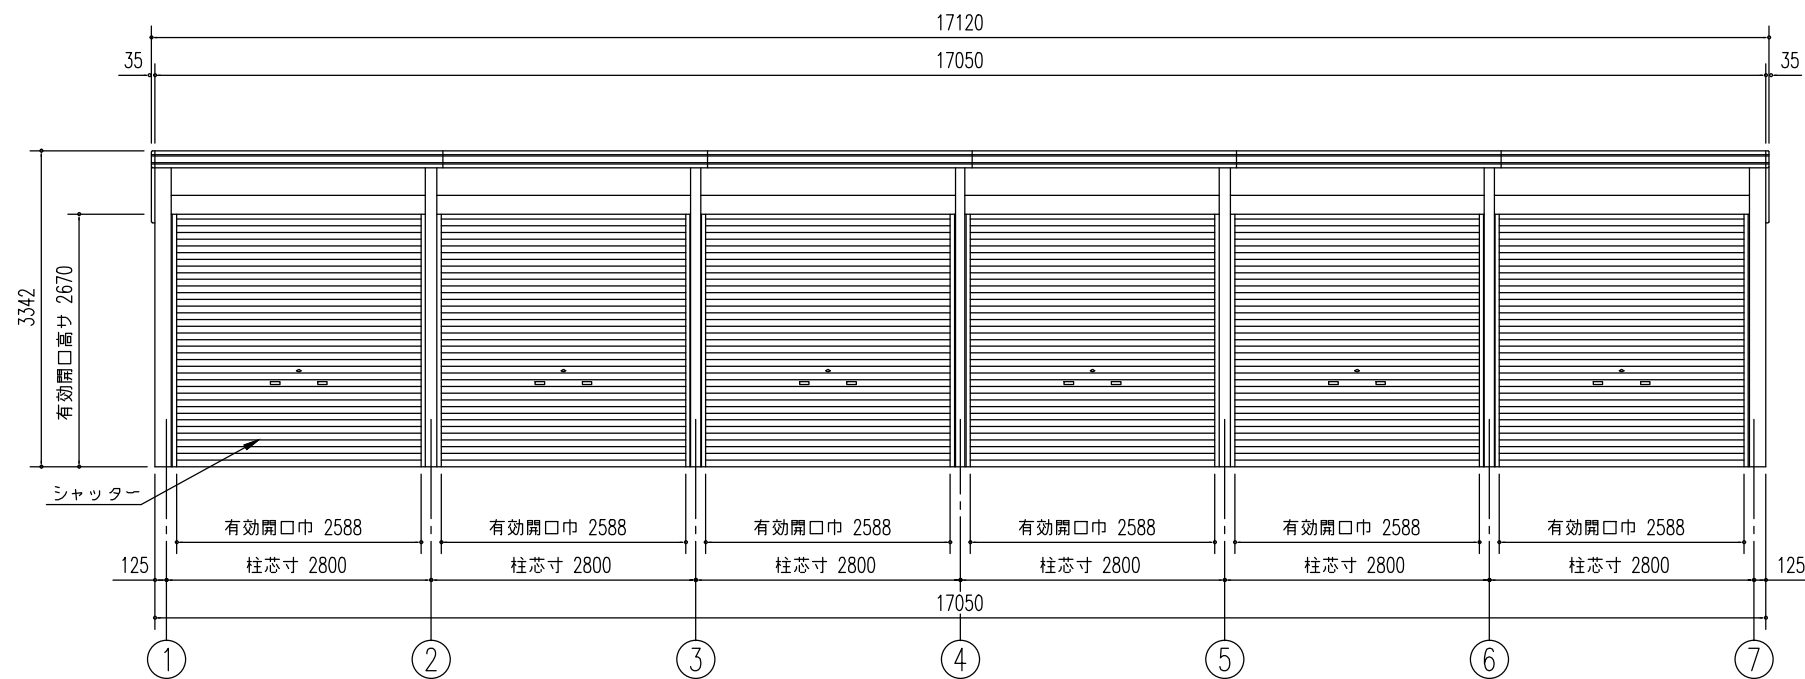 17120
35 17050 35
3342
有効開口高サ 2670
シャッター
有効開口巾 2588 有効開口巾 2588 有効開口巾 2588 有効開口巾 2588 有効開口巾 2588 有効開口巾 2588
125 柱芯寸 2800 柱芯寸 2800 柱芯寸 2800 柱芯寸 2800 柱芯寸 2800 柱芯寸 2800 125
17050
1 2 3 4 5 6 7